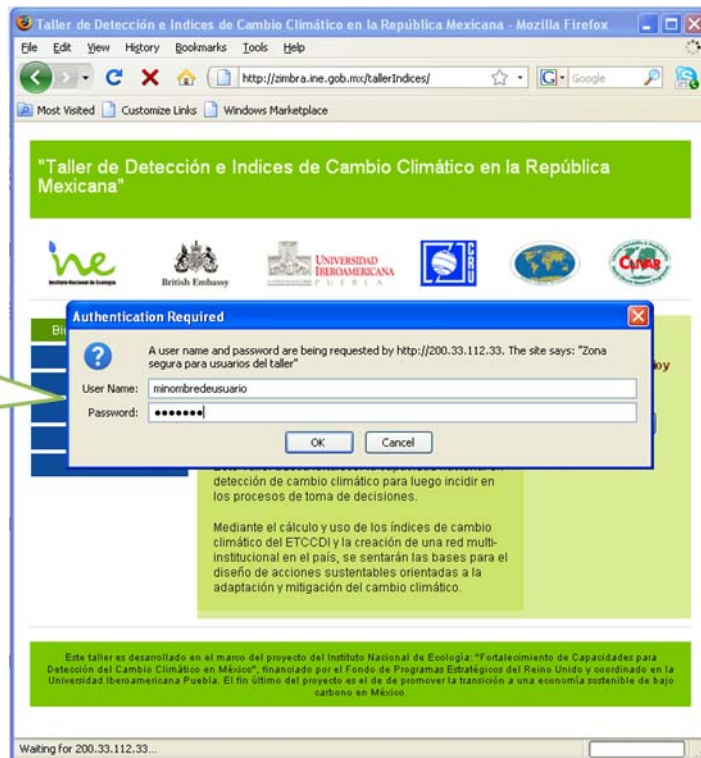 Taller de Detección e Indices de Cambio Climático en la República Mexicana - Mozilla Firefox
File Edit View History Bookmarks Tools Help
http://zimbra.ine.gob.mx/tallerIndices/
G Google
Most Visited Customize Links Windows Marketplace
"Taller de Detección e Indices de Cambio Climático en la República
Mexicana"
ine
Instituto Nacional de Ecología
British Embassy
UNIVERSIDAD
IBEROAMERICANA
PUEBLA
CRU
CLIVAR
Authentication Required
A user name and password are being requested by http://200.33.112.33. The site says: "Zona
segura para usuarios del taller"
User Name: minombredeusuario
Password: •••••••
OK Cancel
detección de cambio climático para luego incidir en
los procesos de toma de decisiones.
Mediante el cálculo y uso de los índices de cambio
climático del ETCCDI y la creación de una red multi-
institucional en el país, se sentarán las bases para el
diseño de acciones sustentables orientadas a la
adaptación y mitigación del cambio climático.
Este taller es desarrollado en el marco del proyecto del Instituto Nacional de Ecología: "Fortalecimiento de Capacidades para
Detección del Cambio Climático en México", financiado por el Fondo de Programas Estratégicos del Reino Unido y coordinado en la
Universidad Iberoamericana Puebla. El fin último del proyecto es el de de promover la transición a una economía sostenible de bajo
carbono en México.
Waiting for 200.33.112.33...